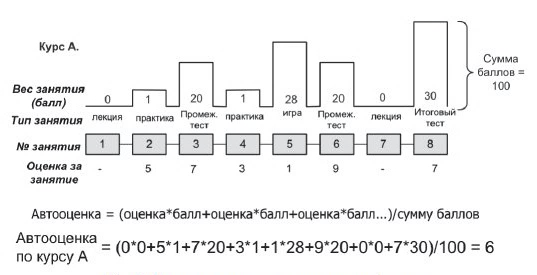 Курс А.
Сумма
баллов =
100
Вес занятия
(балл)
0 1 20 1 28 20 0 30
Тип занятия
лекция практика Промеж. тест практика игра Промеж. тест лекция Итоговый тест
№ занятия
1 2 3 4 5 6 7 8
Оценка за
занятие
- 5 7 3 1 9 - 7
Автооценка = (оценка*балл+оценка*балл+оценка*балл...)/сумму баллов
Автооценка
по курсу А = (0*0+5*1+7*20+3*1+1*28+9*20+0*0+7*30)/100 = 6